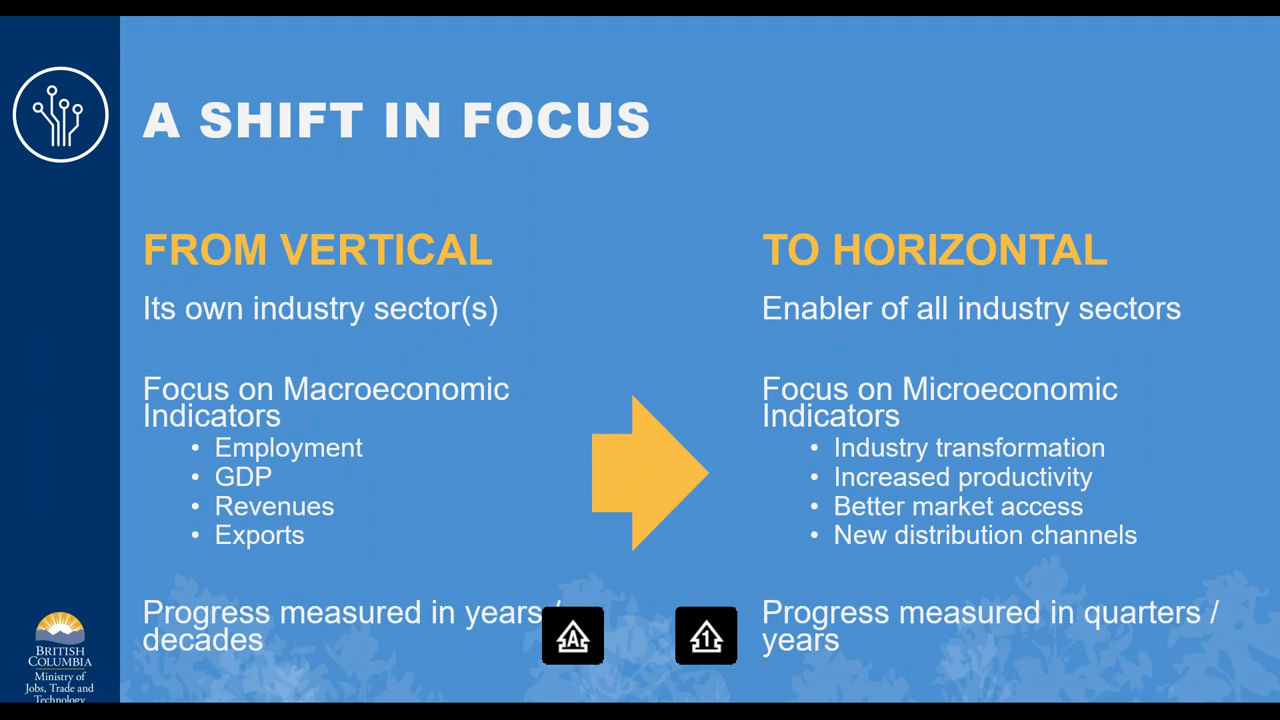 A SHIFT IN FOCUS
FROM VERTICAL
Its own industry sector(s)
Focus on Macroeconomic
Indicators
• Employment
• GDP
• Revenues
• Exports
Progress measured in years /
decades
TO HORIZONTAL
Enabler of all industry sectors
Focus on Microeconomic
Indicators
• Industry transformation
• Increased productivity
• Better market access
• New distribution channels
Progress measured in quarters /
years
A
1
BRITISH
COLUMBIA
Ministry of
Jobs, Trade and
Technology